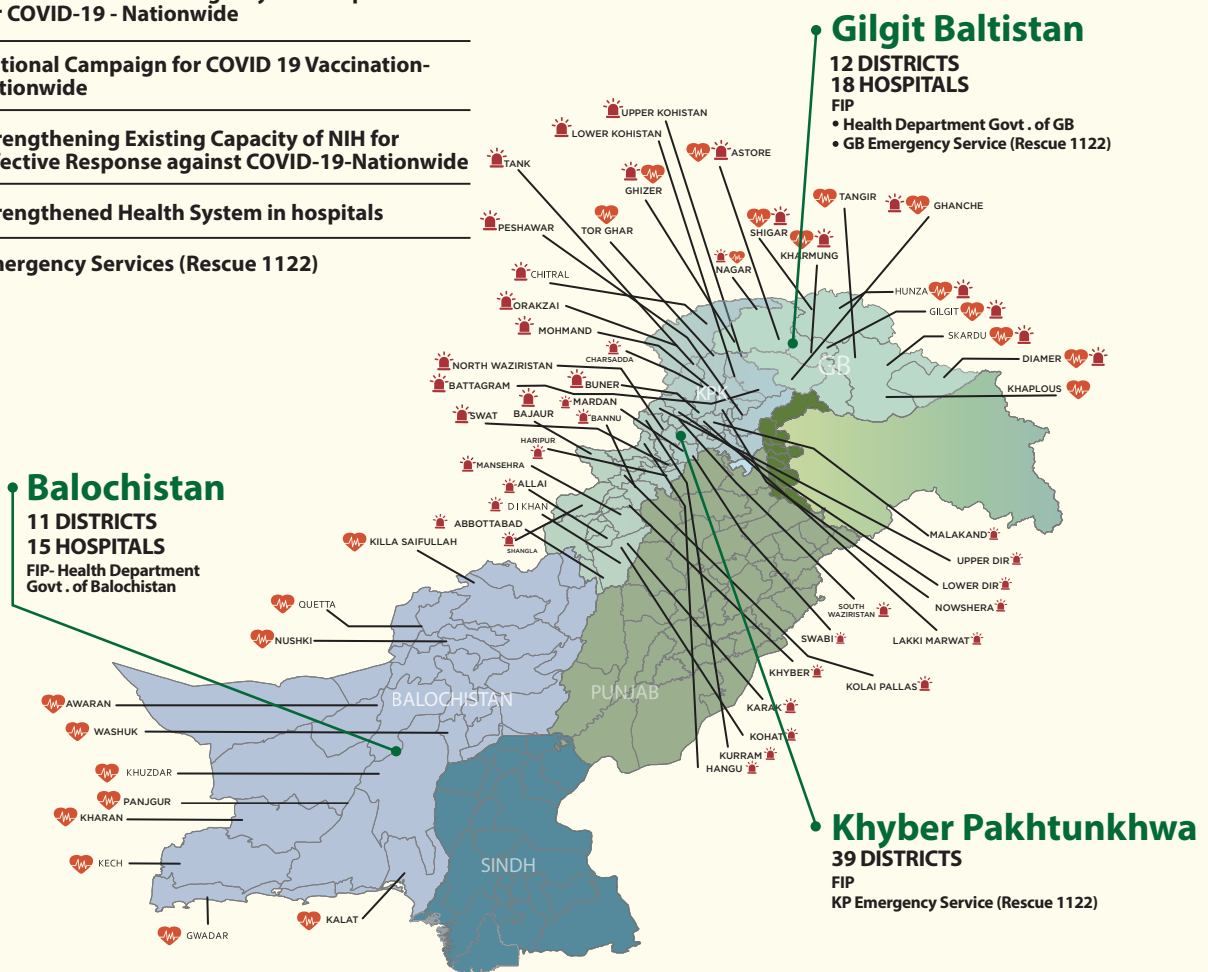 COVID-19 - Nationwide
Campaign for COVID 19 Vaccination-
Existing Capacity of NIH for
Response against COVID-19-Nationwide
Health System in hospitals
Services (Rescue 1122)
Gilgit Baltistan
12 DISTRICTS
18 HOSPITALS
FIP
• Health Department Govt . of GB
• GB Emergency Service (Rescue 1122)
UPPER KOHISTAN
LOWER KOHISTAN
TANK
ASTORE
GHIZER
TANGIR
GHANCHE
PESHAWAR
TOR GHAR
SHIGAR
KHARMUNG
NAGAR
CHITRAL
HUNZA
ORAKZAI
GILGIT
MOHMAND
SKARDU
CHARSADDA
DIAMER
NORTH WAZIRISTAN
GB
BATTAGRAM
BUNER
KPK
KHAPLOUS
MARDAN
SWAT
BAJAUR
BANNU
HARIPUR
MANSEHRA
ALLAI
D I KHAN
ABBOTTABAD
SHANGLA
Balochistan
11 DISTRICTS
15 HOSPITALS
FIP- Health Department
Govt . of Balochistan
KILLA SAIFULLAH
MALAKAND
UPPER DIR
LOWER DIR
NOWSHERA
QUETTA
SOUTH
WAZIRISTAN
NUSHKI
SWABI
LAKKI MARWAT
KHYBER
KOLAI PALLAS
BALOCHISTAN
PUNJAB
AWARAN
KARAK
WASHUK
KOHAT
KURRAM
HANGU
KHUZDAR
PANJGUR
KHARAN
KECH
SINDH
KALAT
GWADAR
Khyber Pakhtunkhwa
39 DISTRICTS
FIP
KP Emergency Service (Rescue 1122)